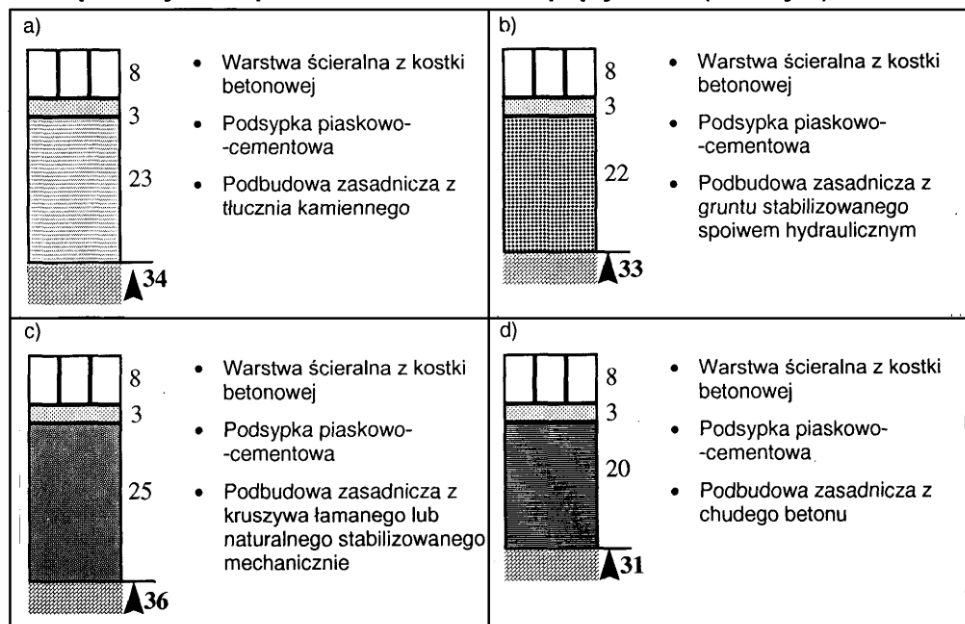 a)
8
3
23
34
• Warstwa ścieralna z kostki
betonowej
• Podsypka piaskowo-
-cementowa
• Podbudowa zasadnicza z
tłucznia kamiennego
b)
8
3
22
33
• Warstwa ścieralna z kostki
betonowej
• Podsypka piaskowo-
-cementowa
• Podbudowa zasadnicza z
gruntu stabilizowanego
spoiwem hydraulicznym
c)
8
3
25
36
• Warstwa ścieralna z kostki
betonowej
• Podsypka piaskowo-
-cementowa
• Podbudowa zasadnicza z
kruszywa łamanego lub
naturalnego stabilizowanego
mechanicznie
d)
8
3
20
31
• Warstwa ścieralna z kostki
betonowej
• Podsypka piaskowo-
-cementowa
• Podbudowa zasadnicza z
chudego betonu